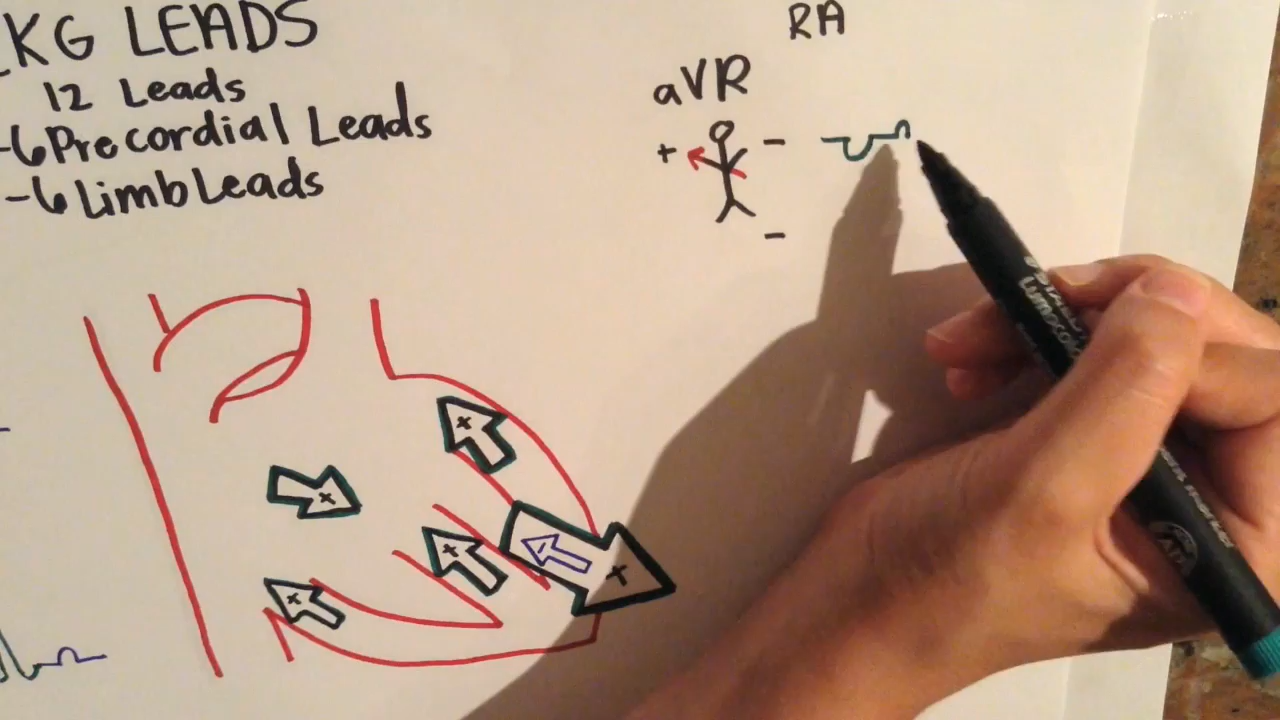 KG LEADS
12 Leads
-6 Precordial Leads
-6 Limb Leads
RA
aVR
+ -
-
+
+
+
+
+